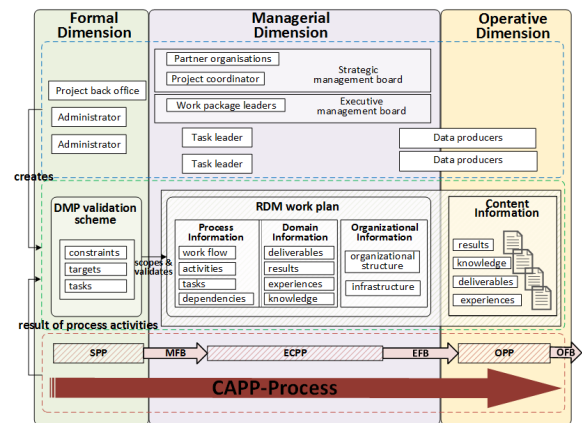 Formal
Dimension
Managerial
Dimension
Operative
Dimension
Partner organisations
Project coordinator
Strategic
management board
Project back office
Work package leaders
Executive
management board
Administrator
Administrator
Task leader
Task leader
Data producers
Data producers
creates
DMP validation
scheme
constraints
targets
tasks
scopes &
validates
RDM work plan
Process
Information
work flow
activities
tasks
dependencies
Domain
Information
deliverables
results
experiences
knowledge
Organizational
Information
organizational
structure
infrastructure
Content
Information
results
knowledge
deliverables
experiences
result of process activities
SPP
MFB
ECPP
EFB
OPP
OFB
CAPP-Process